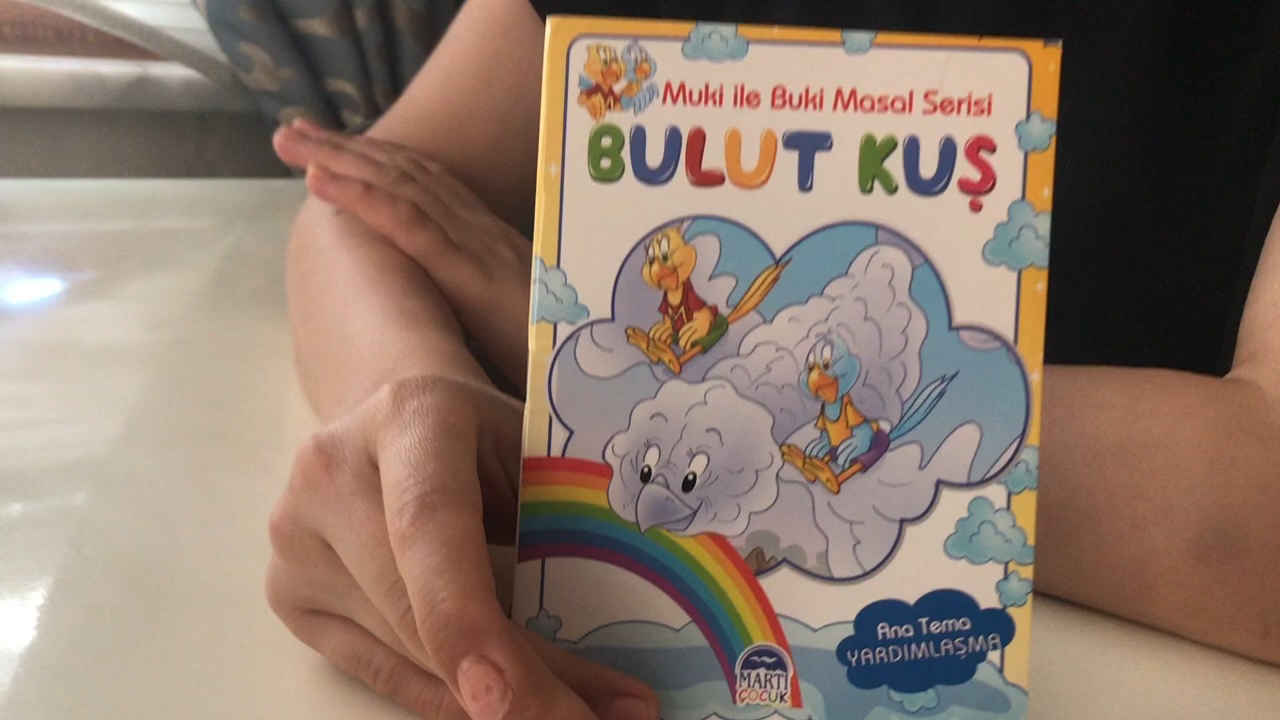 Muki ile Buki Masal Serisi
BULUT KUŞ
Ana Tema
YARDIMLAŞMA
MARTI
ÇOCUK